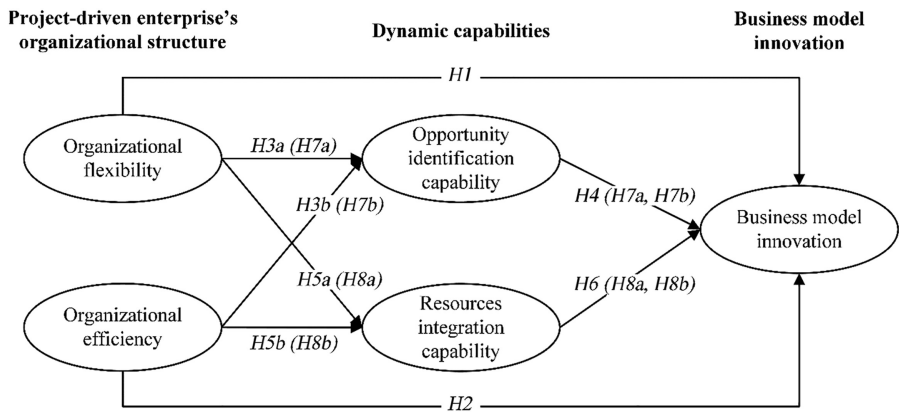 Project-driven enterprise's
organizational structure
Dynamic capabilities
Business model
innovation
H1
Organizational
flexibility
H3a (H7a)
Opportunity
identification
capability
H3b (H7b)
H4 (H7a, H7b)
Business model
innovation
H5a (H8a)
H6 (H8a, H8b)
Organizational
efficiency
H5b (H8b)
Resources
integration
capability
H2